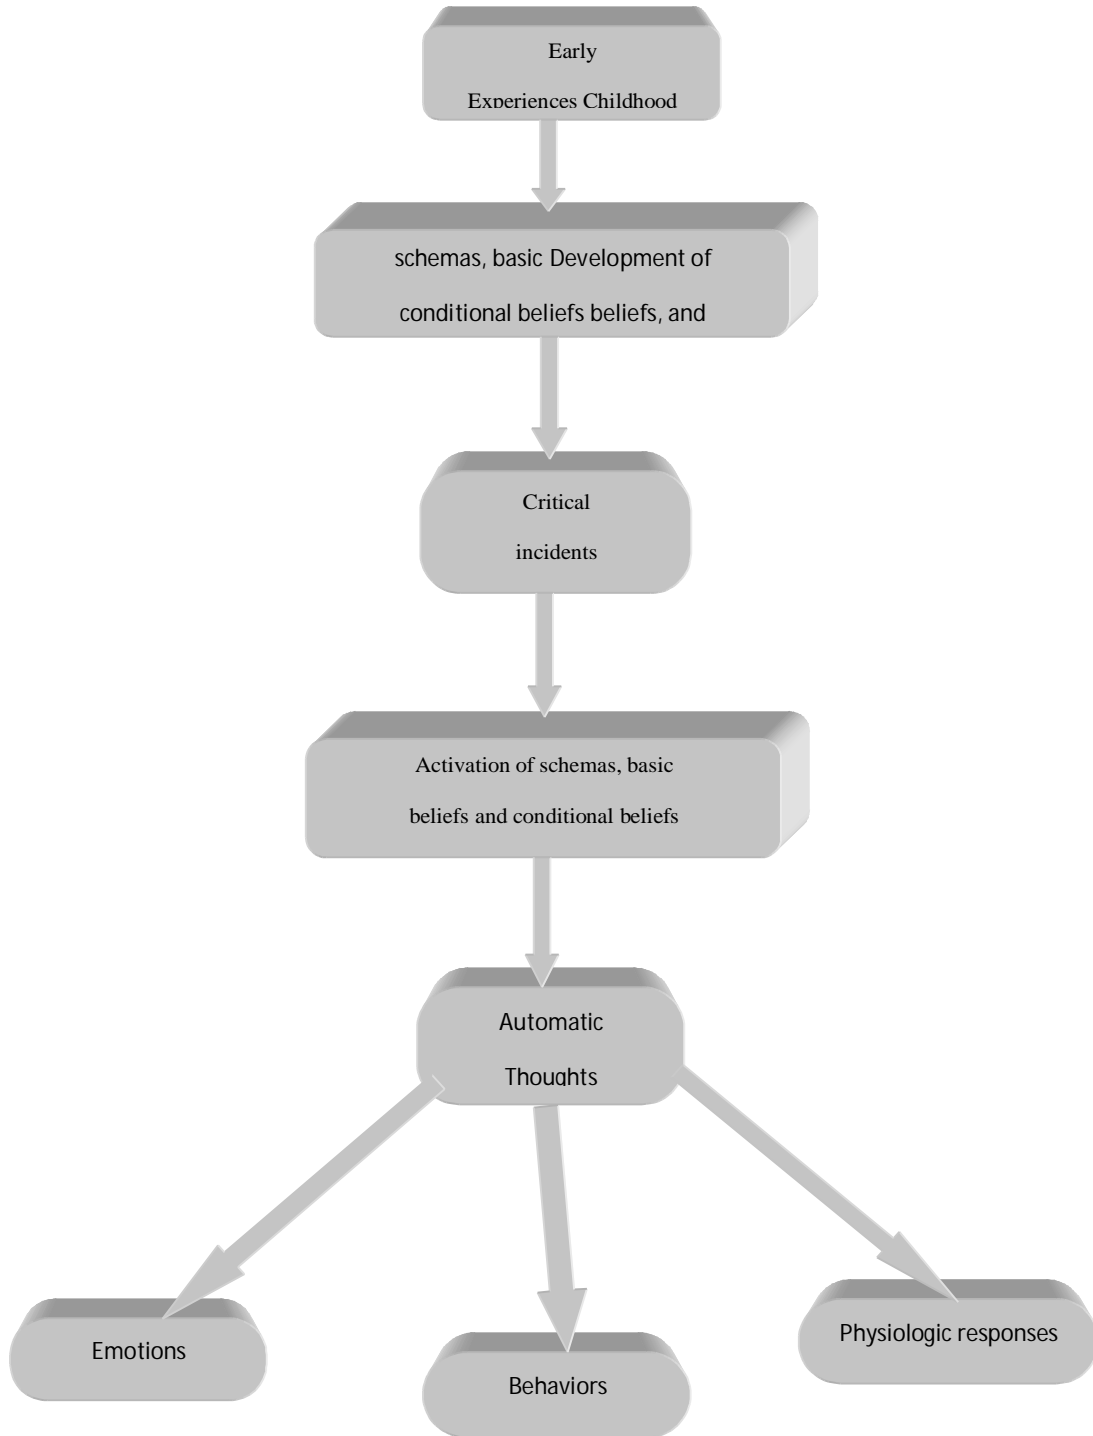 Early
Experiences Childhood
schemas, basic Development of
conditional beliefs beliefs, and
Critical
incidents
Activation of schemas, basic
beliefs and conditional beliefs
Automatic
Thoughts
Emotions
Behaviors
Physiologic responses